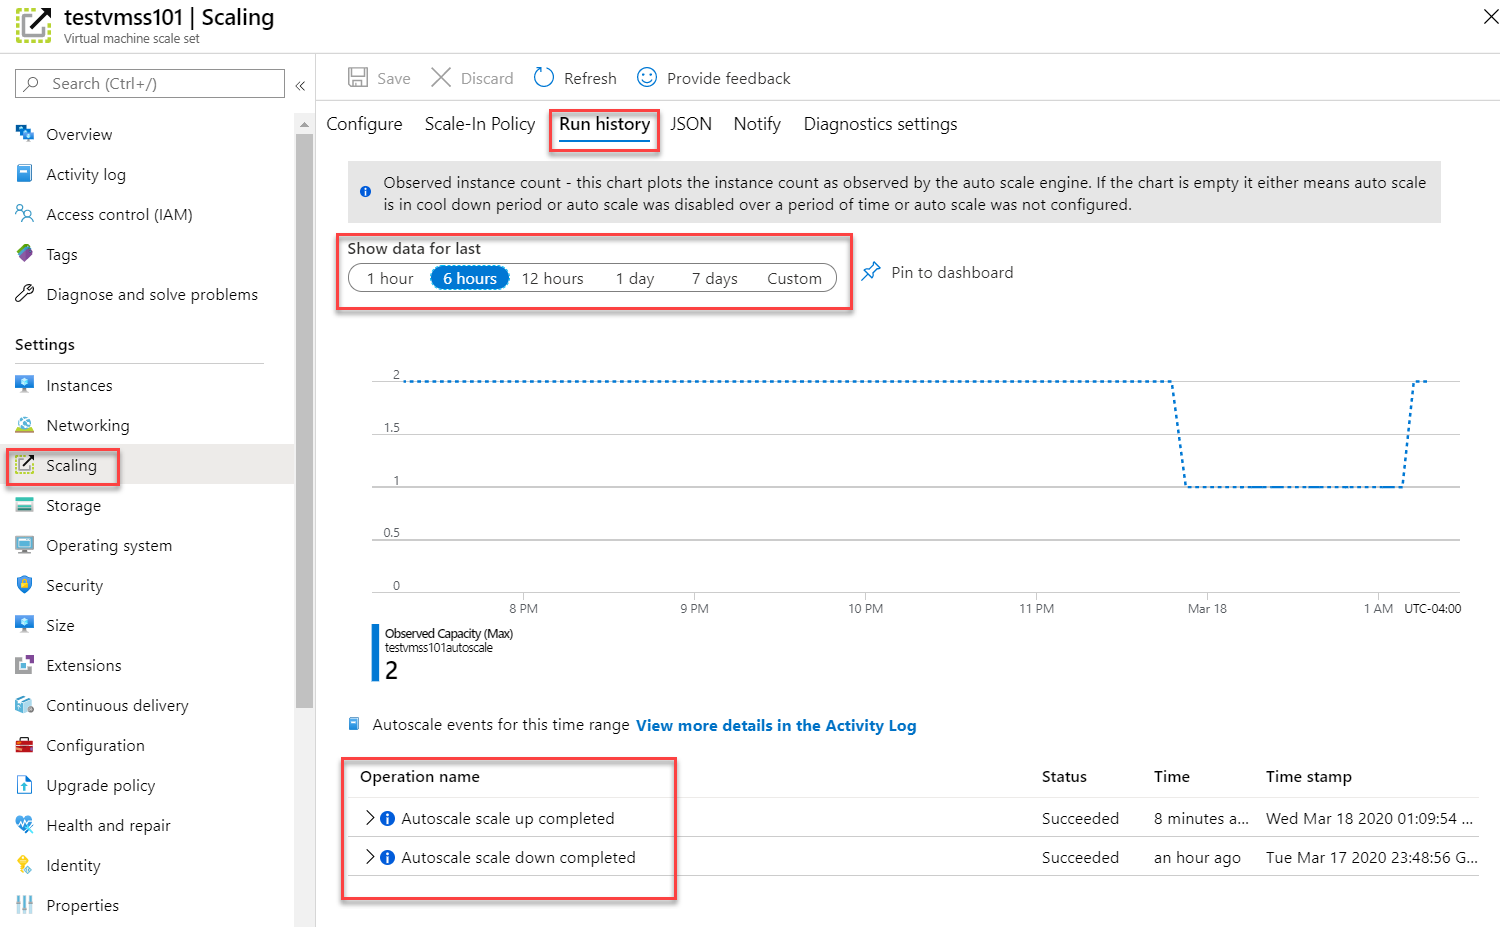 testvmss101 | Scaling
Virtual machine scale set
Search (Ctrl+/)
«
Overview
Activity log
Access control (IAM)
Tags
Diagnose and solve problems
Settings
Instances
Networking
Scaling
Storage
Operating system
Security
Size
Extensions
Continuous delivery
Configuration
Upgrade policy
Health and repair
Identity
Properties
Save Discard Refresh Provide feedback
Configure Scale-In Policy Run history JSON Notify Diagnostics settings
Observed instance count - this chart plots the instance count as observed by the auto scale engine. If the chart is empty it either means auto scale
is in cool down period or auto scale was disabled over a period of time or auto scale was not configured.
Show data for last
1 hour 6 hours 12 hours 1 day 7 days Custom
Pin to dashboard
2
1.5
1
0.5
0
8 PM 9 PM 10 PM 11 PM Mar 18 1 AM UTC-04:00
Observed Capacity (Max)
testvmss101autoscale
2
Autoscale events for this time range View more details in the Activity Log
Operation name Status Time Time stamp
Autoscale scale up completed Succeeded 8 minutes a... Wed Mar 18 2020 01:09:54 ...
Autoscale scale down completed Succeeded an hour ago Tue Mar 17 2020 23:48:56 G...